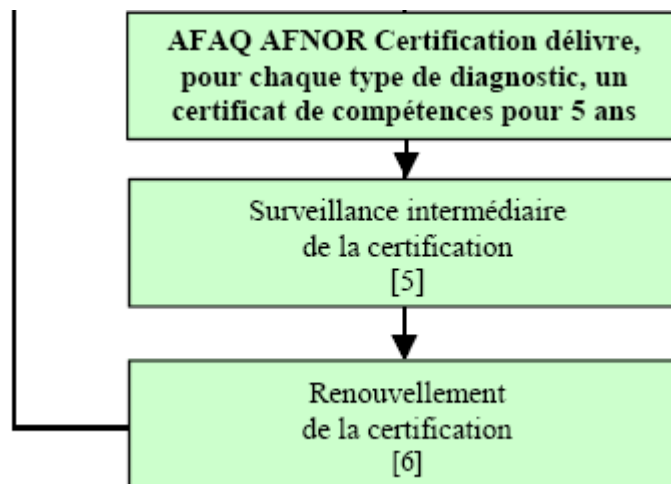 AFAQ AFNOR Certification délivre,
pour chaque type de diagnostic, un
certificat de compétences pour 5 ans
Surveillance intermédiaire
de la certification
[5]
Renouvellement
de la certification
[6]